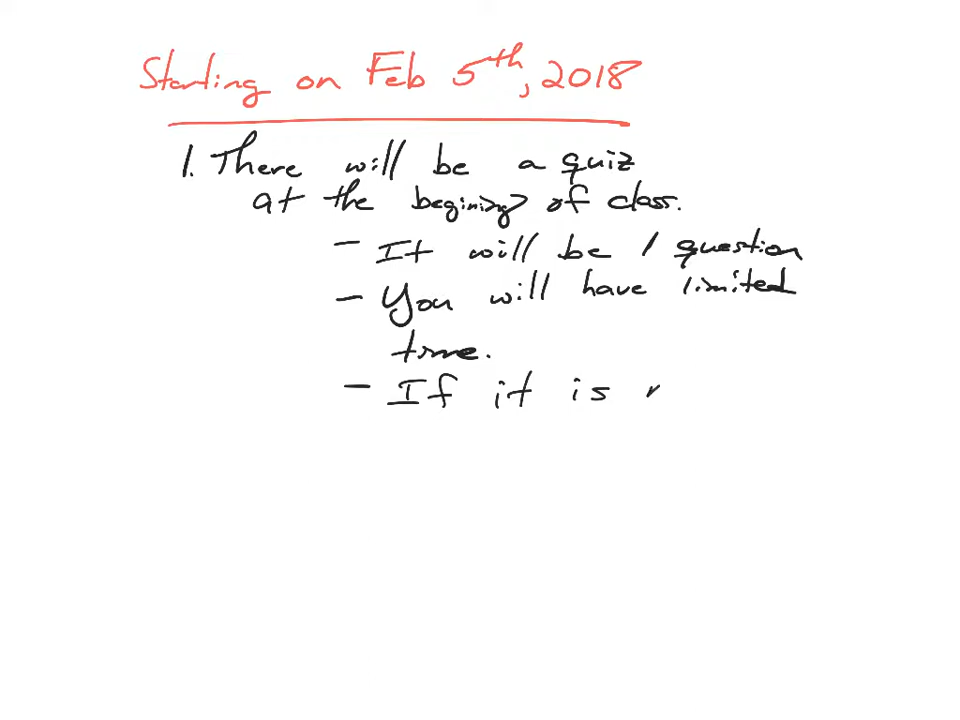 Starting on Feb 5th, 2018
1. There will be a quiz
at the begining of class.
- It will be 1 question
- You will have limited
time.
- If it is